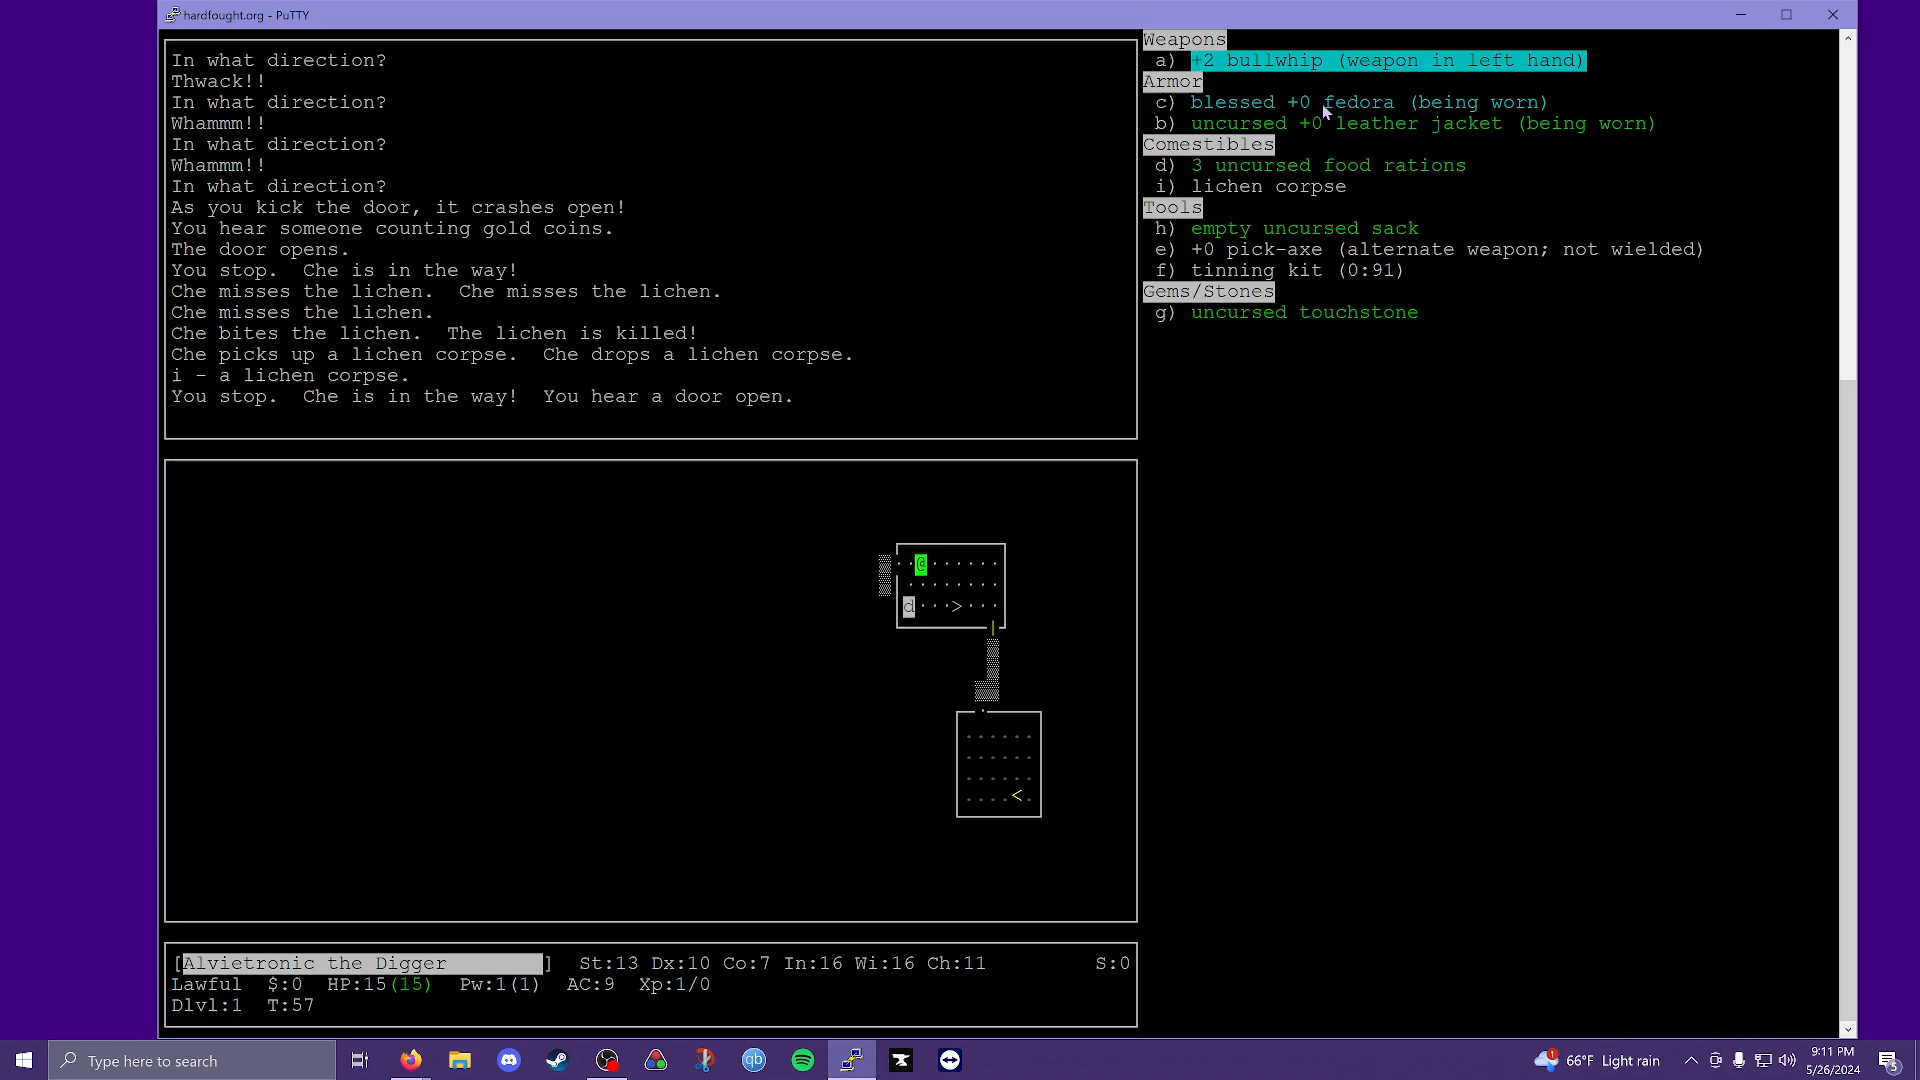 hardfought.org - PuTTY
In what direction?
Thwack!!
In what direction?
Whammm!!
In what direction?
Whammm!!
In what direction?
As you kick the door, it crashes open!
You hear someone counting gold coins.
The door opens.
You stop.  Che is in the way!
Che misses the lichen.  Che misses the lichen.
Che misses the lichen.
Che bites the lichen.  The lichen is killed!
Che picks up a lichen corpse.  Che drops a lichen corpse.
i - a lichen corpse.
You stop.  Che is in the way!  You hear a door open.
Weapons
a) +2 bullwhip (weapon in left hand)
Armor
c) blessed +0 fedora (being worn)
b) uncursed +0 leather jacket (being worn)
Comestibles
d) 3 uncursed food rations
i) lichen corpse
Tools
h) empty uncursed sack
e) +0 pick-axe (alternate weapon; not wielded)
f) tinning kit (0:91)
Gems/Stones
g) uncursed touchstone
··@······
········
d···>···
|
·
······
······
······
····<·
[Alvietronic the Digger        ]  St:13 Dx:10 Co:7 In:16 Wi:16 Ch:11  S:0
Lawful  $:0  HP:15(15)  Pw:1(1)  AC:9  Xp:1/0
Dlvl:1  T:57
Type here to search
66°F Light rain
9:11 PM
5/26/2024